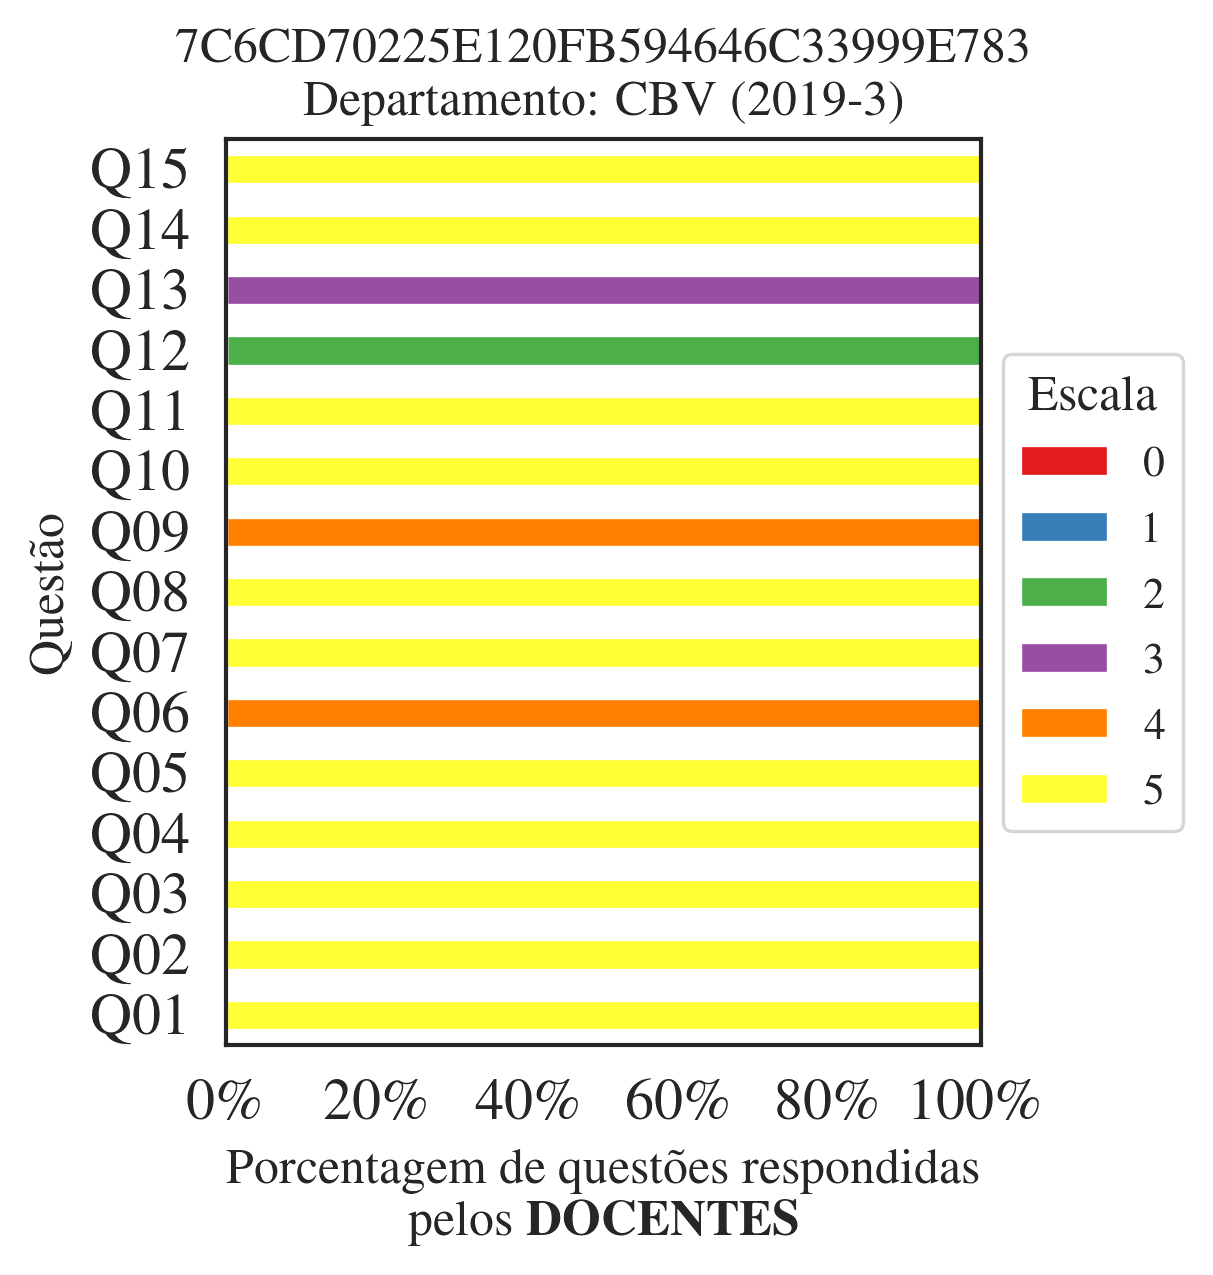 7C6CD70225E120FB594646C33999E783
Departamento: CBV (2019-3)
Questão
Q15
Q14
Q13
Q12
Q11
Q10
Q09
Q08
Q07
Q06
Q05
Q04
Q03
Q02
Q01
0% 20% 40% 60% 80% 100%
Porcentagem de questões respondidas
pelos DOCENTES
Escala
0
1
2
3
4
5